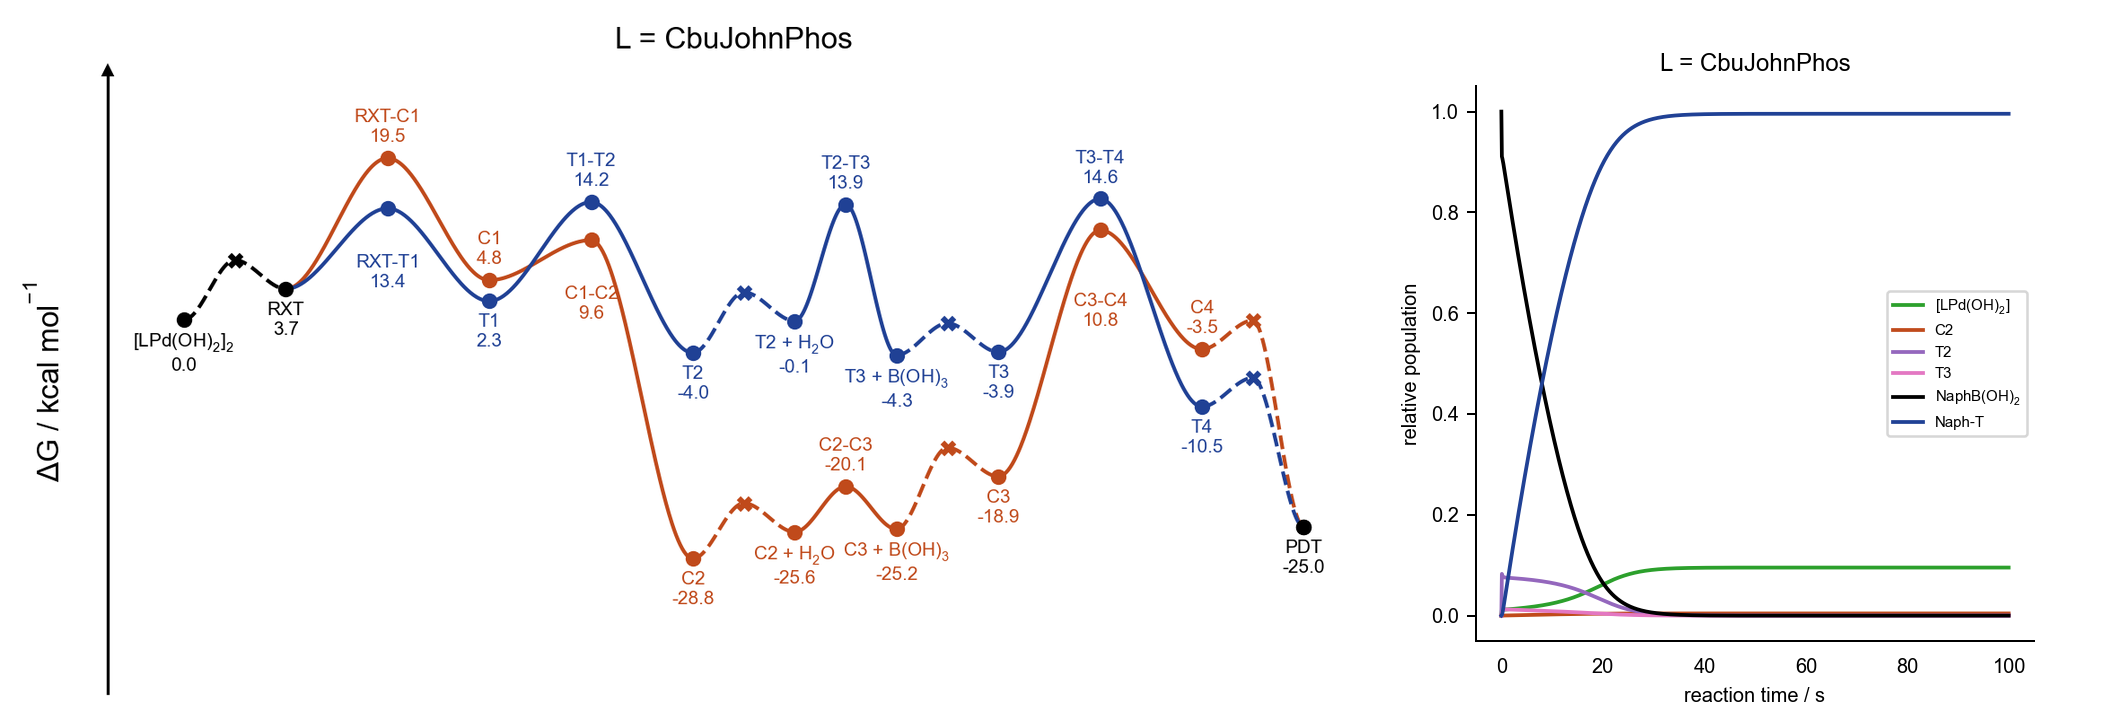 L = CbuJohnPhos
ΔG / kcal mol⁻¹
[LPd(OH)₂]₂
0.0
RXT
3.7
RXT-C1
19.5
RXT-T1
13.4
C1
4.8
T1
2.3
T1-T2
14.2
C1-C2
9.6
T2
-4.0
C2
-28.8
T2 + H₂O
-0.1
C2 + H₂O
-25.6
T2-T3
13.9
C2-C3
-20.1
T3 + B(OH)₃
-4.3
C3 + B(OH)₃
-25.2
T3
-3.9
C3
-18.9
T3-T4
14.6
C3-C4
10.8
C4
-3.5
T4
-10.5
PDT
-25.0
L = CbuJohnPhos
relative population
1.0
0.8
0.6
0.4
0.2
0.0
[LPd(OH)₂]
C2
T2
T3
NaphB(OH)₂
Naph-T
0 20 40 60 80 100
reaction time / s